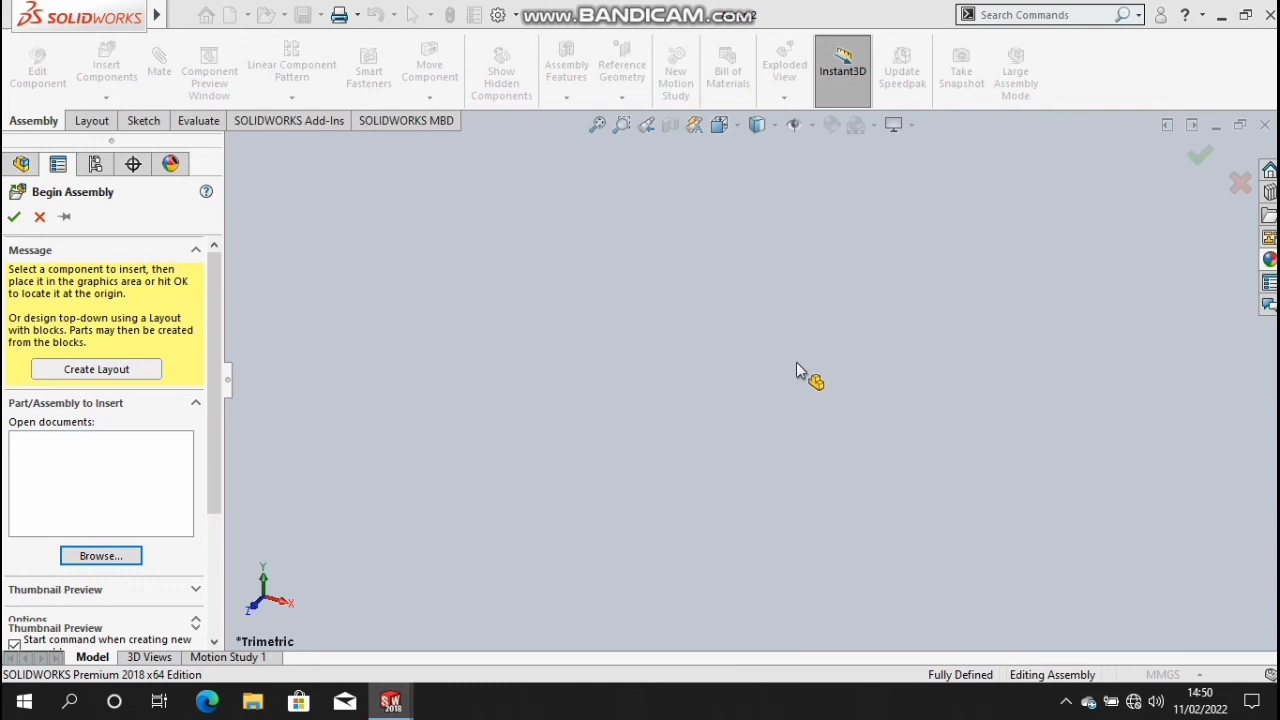 SOLIDWORKS
www.BANDICAM.com
2
Search Commands
?
Edit
Component
Insert
Components
Mate
Component
Preview
Window
Linear Component
Pattern
Smart
Fasteners
Move
Component
Show
Hidden
Components
Assembly
Features
Reference
Geometry
New
Motion
Study
Bill of
Materials
Exploded
View
Instant3D
Update
Speedpak
Take
Snapshot
Large
Assembly
Mode
Assembly
Layout
Sketch
Evaluate
SOLIDWORKS Add-Ins
SOLIDWORKS MBD
Begin Assembly
?
Message
Select a component to insert, then
place it in the graphics area or hit OK
to locate it at the origin.
Or design top-down using a Layout
with blocks. Parts may then be created
from the blocks.
Create Layout
Part/Assembly to Insert
Open documents:
Browse...
Thumbnail Preview
Options
Thumbnail Preview
Start command when creating new
Y
X
Z
*Trimetric
Model
3D Views
Motion Study 1
SOLIDWORKS Premium 2018 x64 Edition
Fully Defined
Editing Assembly
MMGS
SW
2018
14:50
11/02/2022